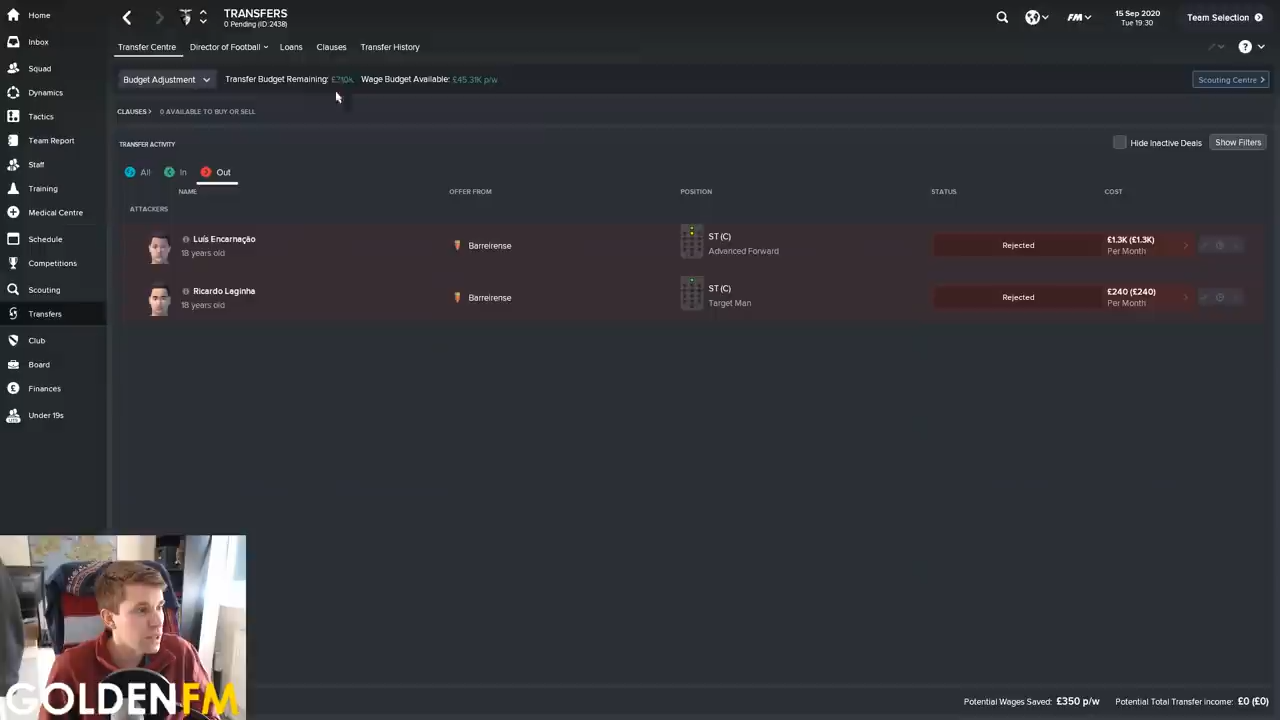 Home
TRANSFERS
0 Pending (ID:2438)
FM
15 Sep 2020
Tue 19:30
Team Selection
Inbox
Squad
Dynamics
Tactics
Team Report
Staff
Training
Medical Centre
Schedule
Competitions
Scouting
Transfers
Club
Board
Finances
Under 19s
Transfer Centre
Director of Football
Loans
Clauses
Transfer History
?
Budget Adjustment
Transfer Budget Remaining: £710K
Wage Budget Available: £45.31K p/w
Scouting Centre >
CLAUSES >
0 AVAILABLE TO BUY OR SELL
TRANSFER ACTIVITY
Hide Inactive Deals
Show Filters
All
In
Out
NAME
OFFER FROM
POSITION
STATUS
COST
ATTACKERS
Luís Encarnação
18 years old
Barreirense
ST (C)
Advanced Forward
Rejected
£1.3K (£1.3K)
Per Month
Ricardo Laginha
18 years old
Barreirense
ST (C)
Target Man
Rejected
£240 (£240)
Per Month
GOLDENFM
Potential Wages Saved: £350 p/w
Potential Total Transfer Income: £0 (£0)